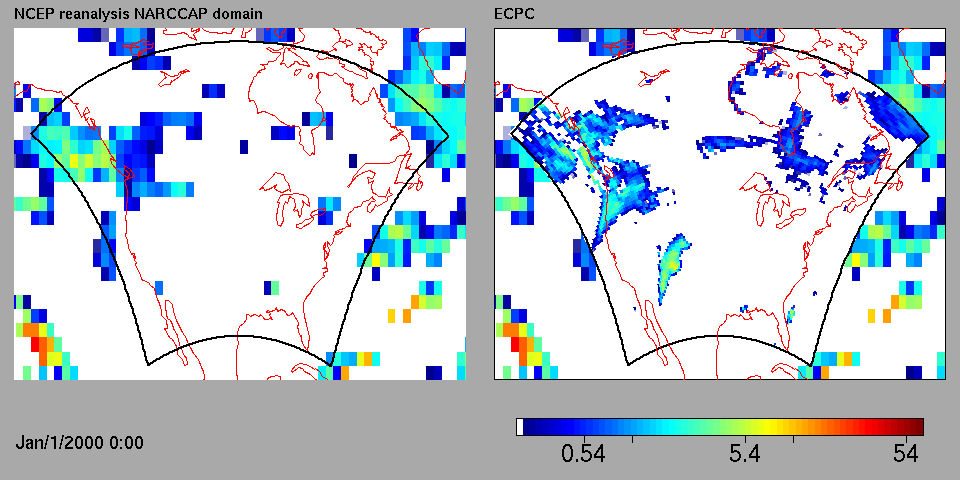 NCEP reanalysis NARCCAP domain
ECPC
Jan/1/2000 0:00
0.54 5.4 54